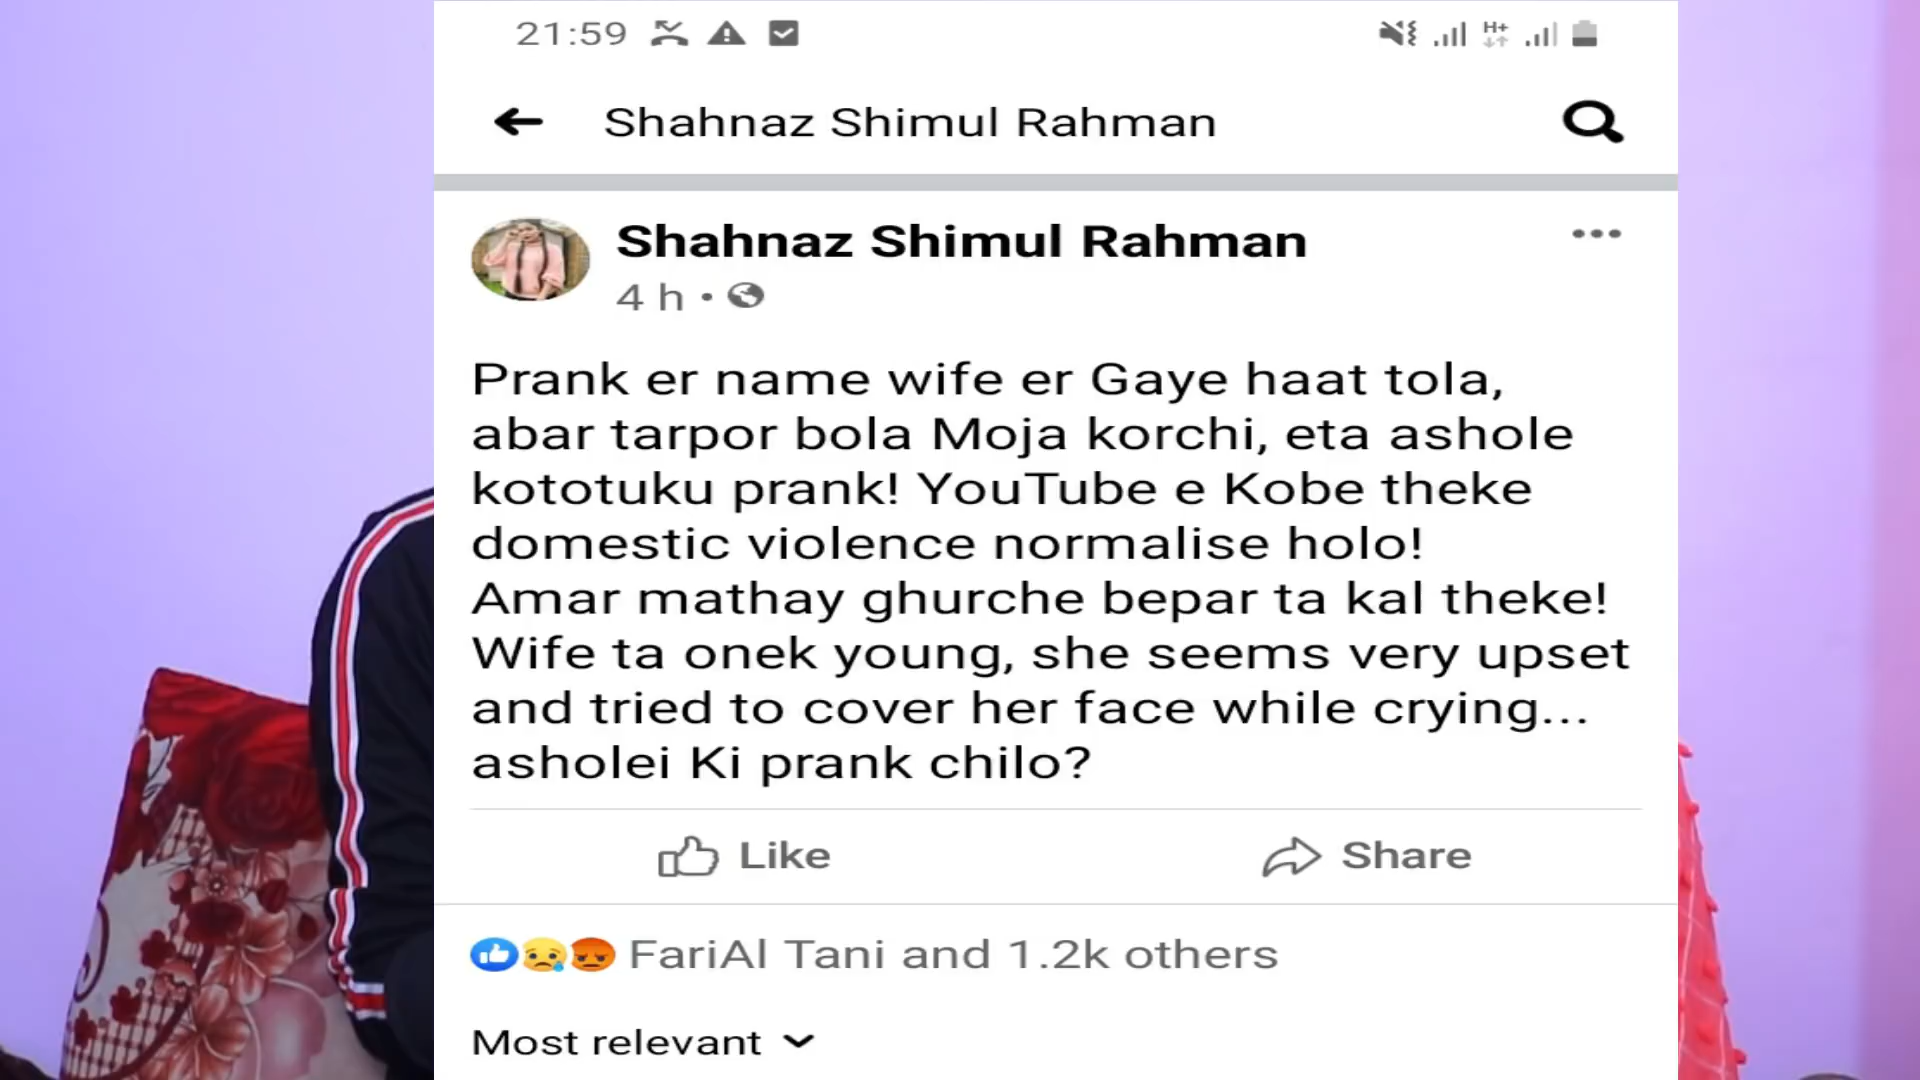 21:59
H+
Shahnaz Shimul Rahman
Shahnaz Shimul Rahman
4 h •
Prank er name wife er Gaye haat tola,
abar tarpor bola Moja korchi, eta ashole
kototuku prank! YouTube e Kobe theke
domestic violence normalise holo!
Amar mathay ghurche bepar ta kal theke!
Wife ta onek young, she seems very upset
and tried to cover her face while crying...
asholei Ki prank chilo?
Like
Share
FariAl Tani and 1.2k others
Most relevant